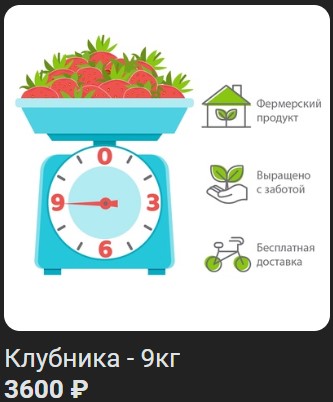 0
9
3
6
Фермерский
продукт
Выращено
с заботой
Бесплатная
доставка
Клубника - 9кг
3600 ₽